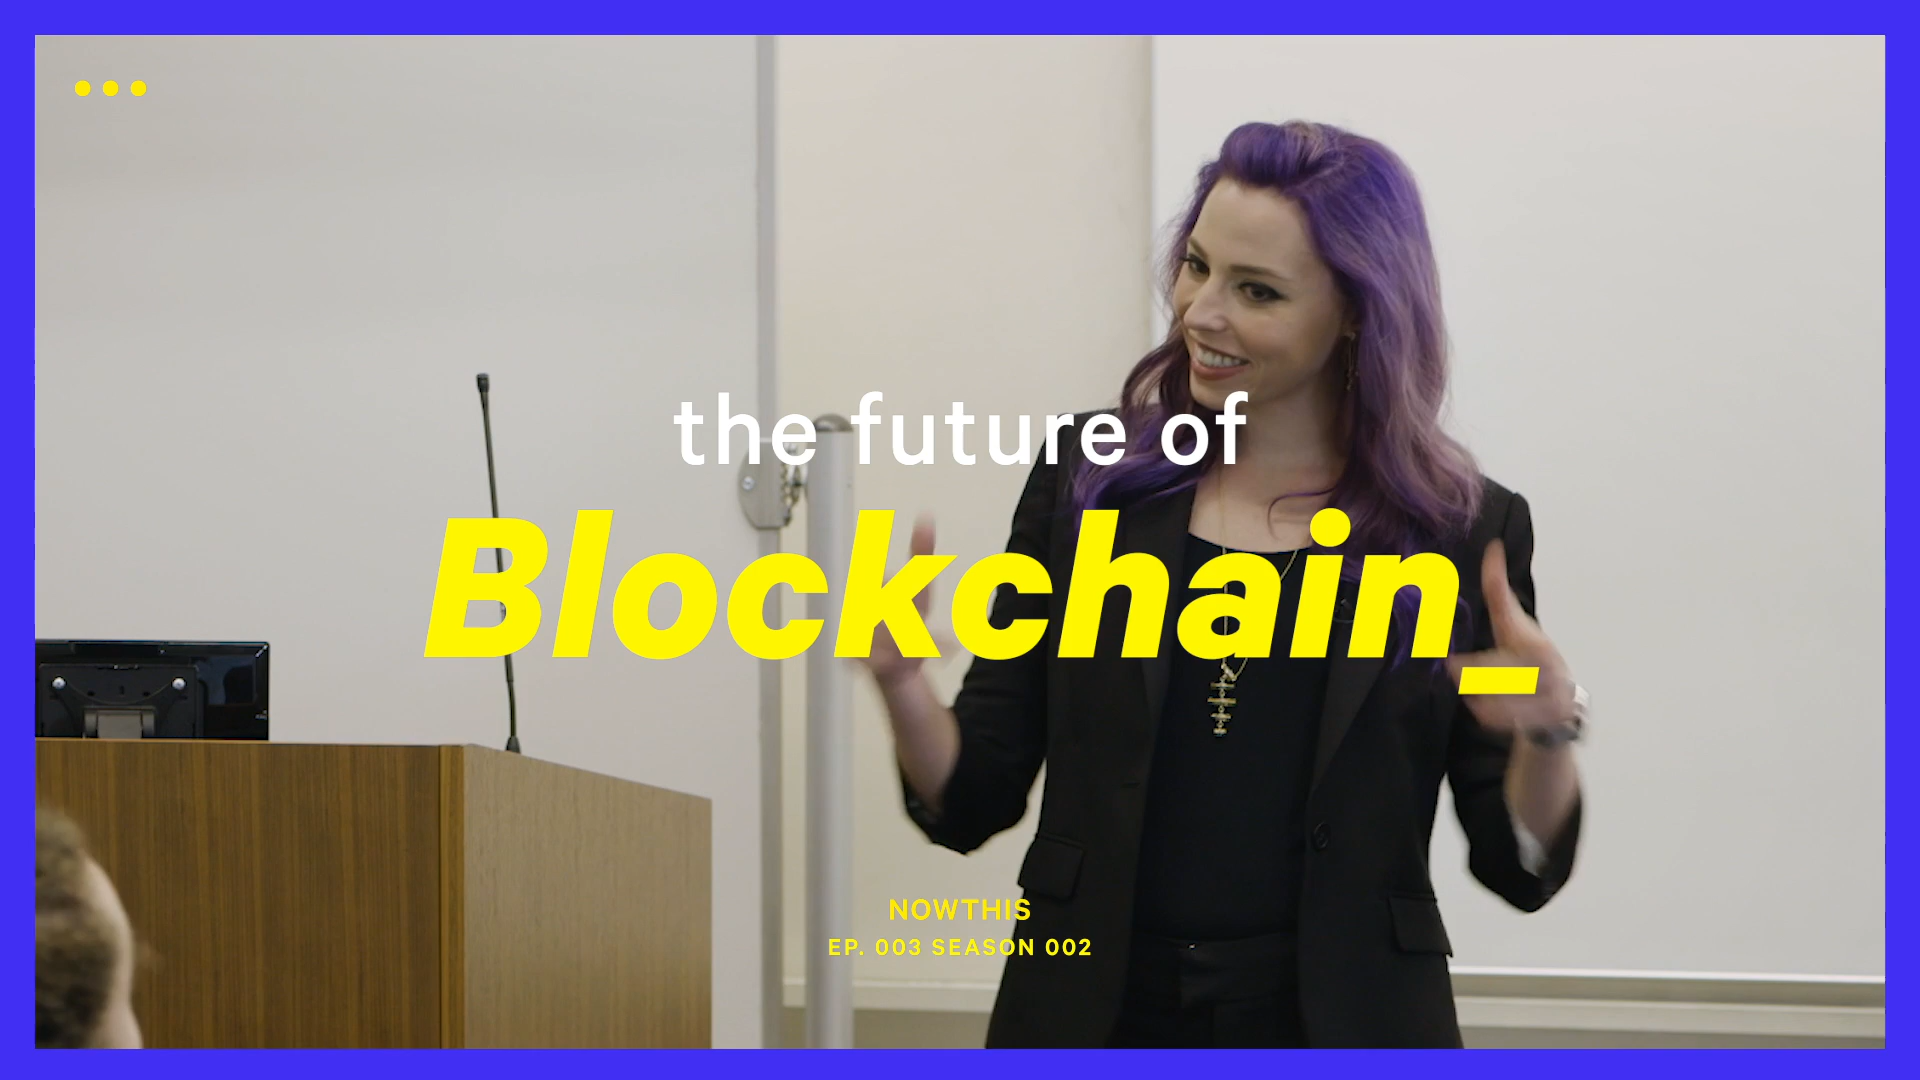 the future of
Blockchain_
NOWTHIS
EP. 003 SEASON 002